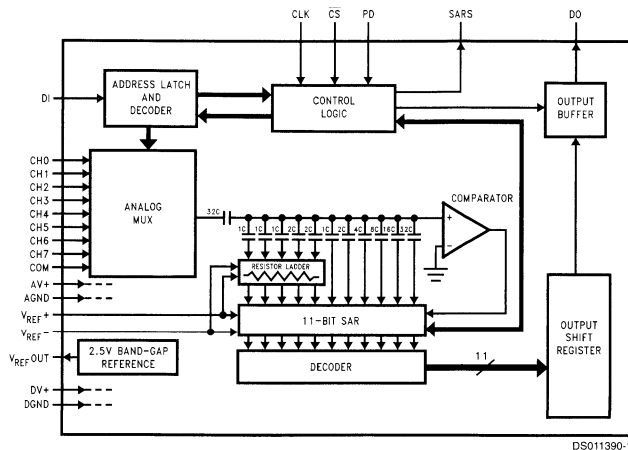 CLK CS PD SARS DO
DI
ADDRESS LATCH
AND
DECODER
CONTROL
LOGIC
OUTPUT
BUFFER
CH0
CH1
CH2
CH3
CH4
CH5
CH6
CH7
COM
AV+
AGND
VREF+
VREF-
VREFOUT
DV+
DGND
ANALOG
MUX
32C
1C 1C 1C 2C 2C 1C 2C 4C 8C 16C 32C
COMPARATOR
+
-
RESISTOR LADDER
11-BIT SAR
DECODER
11
2.5V BAND-GAP
REFERENCE
OUTPUT
SHIFT
REGISTER
DS011390-1